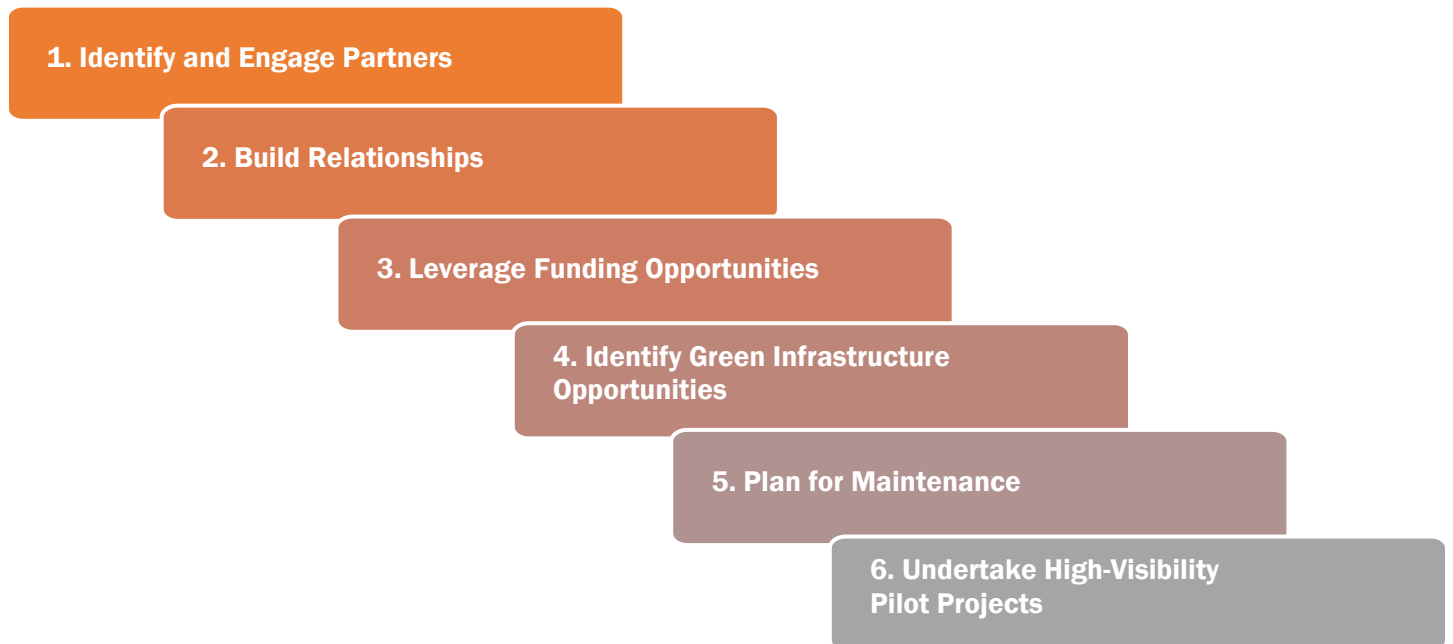 1. Identify and Engage Partners
2. Build Relationships
3. Leverage Funding Opportunities
4. Identify Green Infrastructure
Opportunities
5. Plan for Maintenance
6. Undertake High-Visibility
Pilot Projects